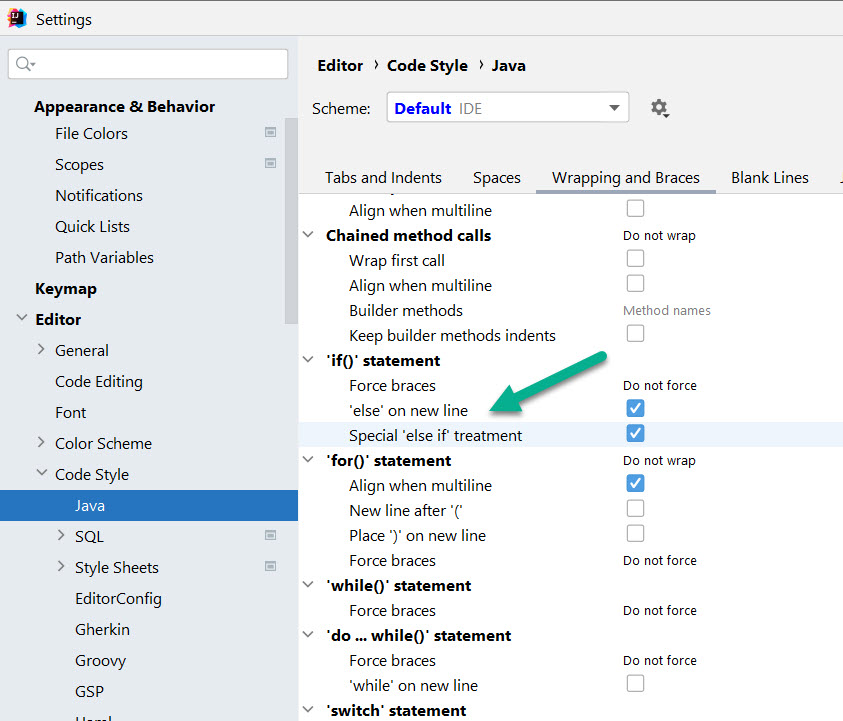 Settings
Appearance & Behavior
File Colors
Scopes
Notifications
Quick Lists
Path Variables
Keymap
Editor
General
Code Editing
Font
Color Scheme
Code Style
Java
SQL
Style Sheets
EditorConfig
Gherkin
Groovy
GSP
Editor › Code Style › Java
Scheme: Default IDE
Tabs and Indents Spaces Wrapping and Braces Blank Lines
Align when multiline
Chained method calls Do not wrap
Wrap first call
Align when multiline
Builder methods Method names
Keep builder methods indents
'if()' statement
Force braces Do not force
'else' on new line
Special 'else if' treatment
'for()' statement Do not wrap
Align when multiline
New line after '('
Place ')' on new line
Force braces Do not force
'while()' statement
Force braces Do not force
'do ... while()' statement
Force braces Do not force
'while' on new line
'switch' statement